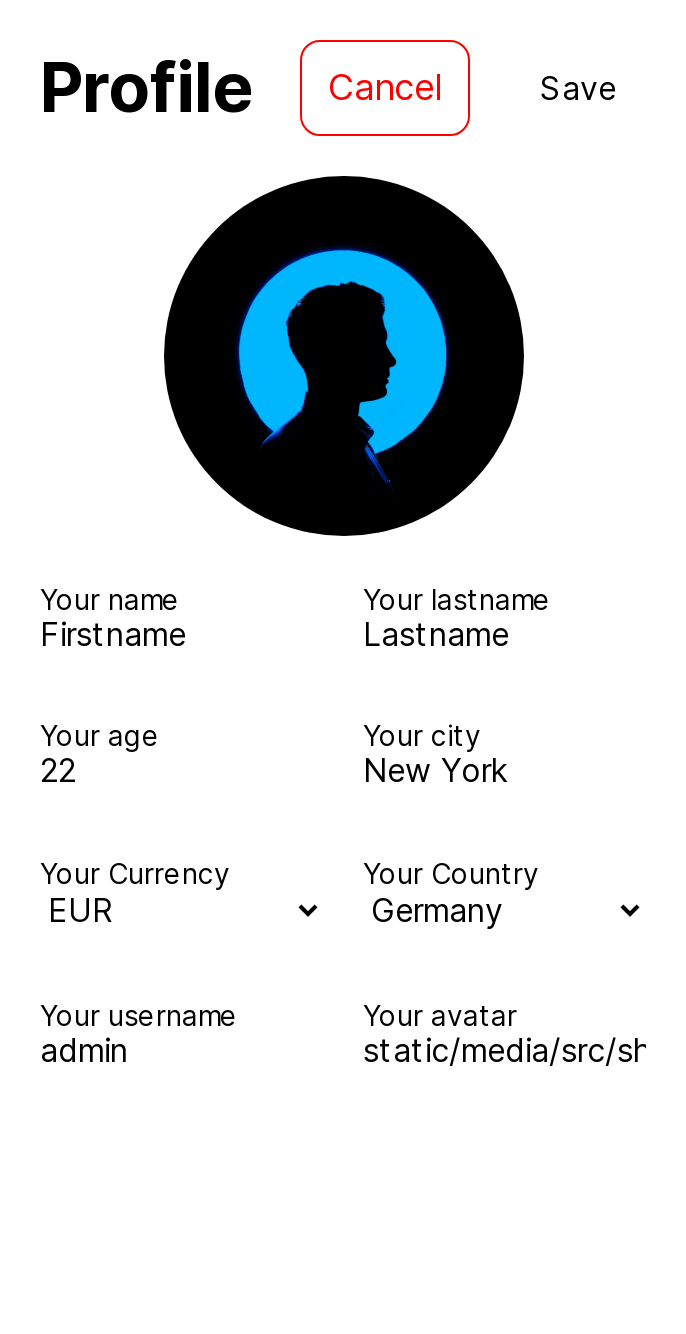 Profile
Cancel
Save
Your name
Firstname
Your lastname
Lastname
Your age
22
Your city
New York
Your Currency
EUR
Your Country
Germany
Your username
admin
Your avatar
static/media/src/sh